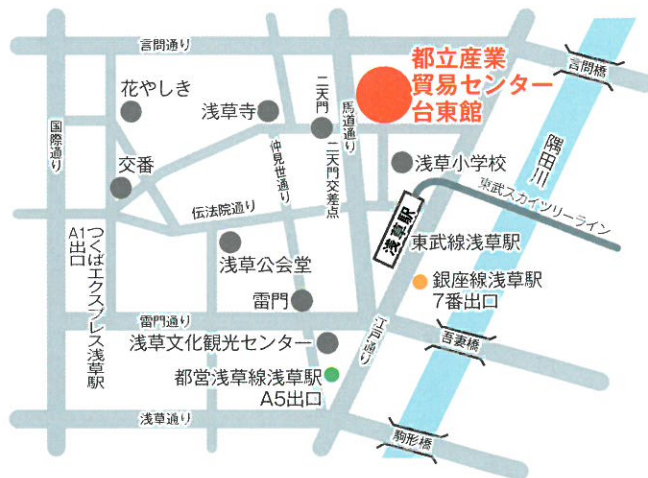 言問通り
都立産業
貿易センター
台東館
言問橋
花やしき
浅草寺
二天門
馬道通り
国際通り
隅田川
交番
仲見世通り
二天門交差点
浅草小学校
東武スカイツリーライン
伝法院通り
浅草駅
東武線浅草駅
つくばエクスプレス浅草駅
A1出口
浅草公会堂
銀座線浅草駅
7番出口
雷門
雷門通り
江戸通り
吾妻橋
浅草文化観光センター
都営浅草線浅草駅
A5出口
浅草通り
駒形橋